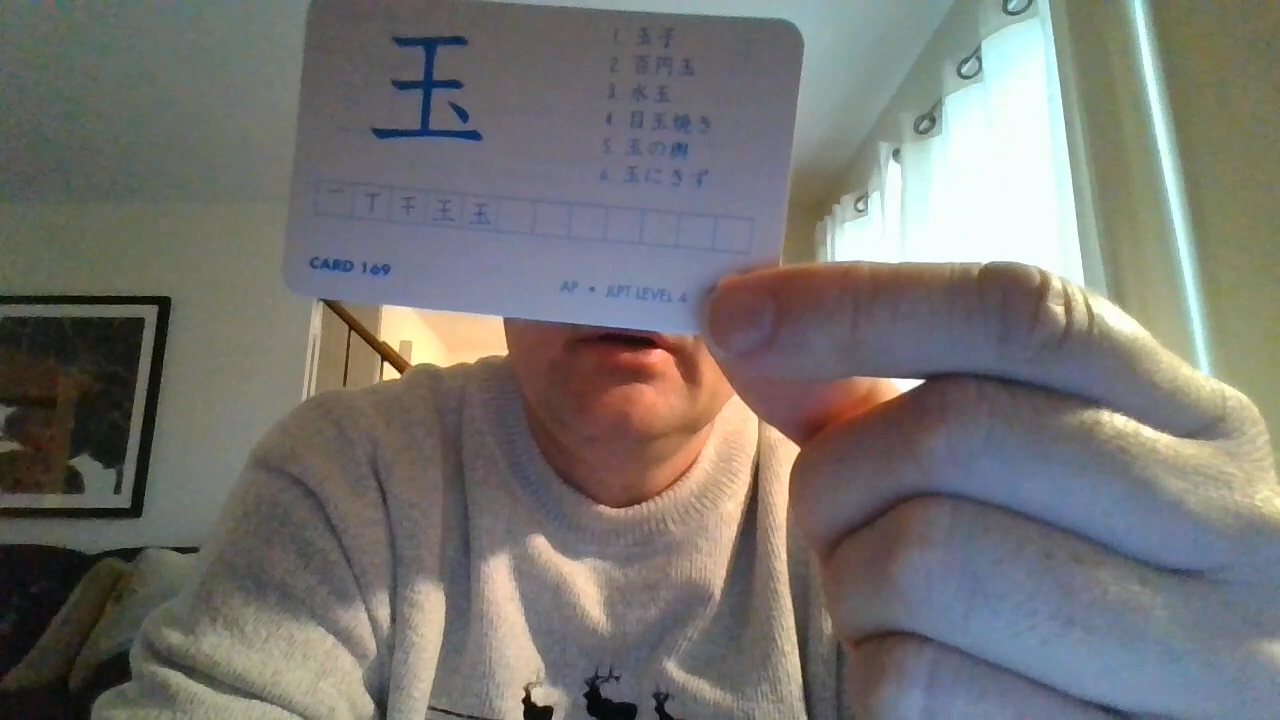 玉
1. 玉子
2. 百円玉
3. 水玉
4. 目玉焼き
5. 玉の輿
6. 玉にきず
一 丁 干 王 玉
CARD 169
AP • JLPT LEVEL 4